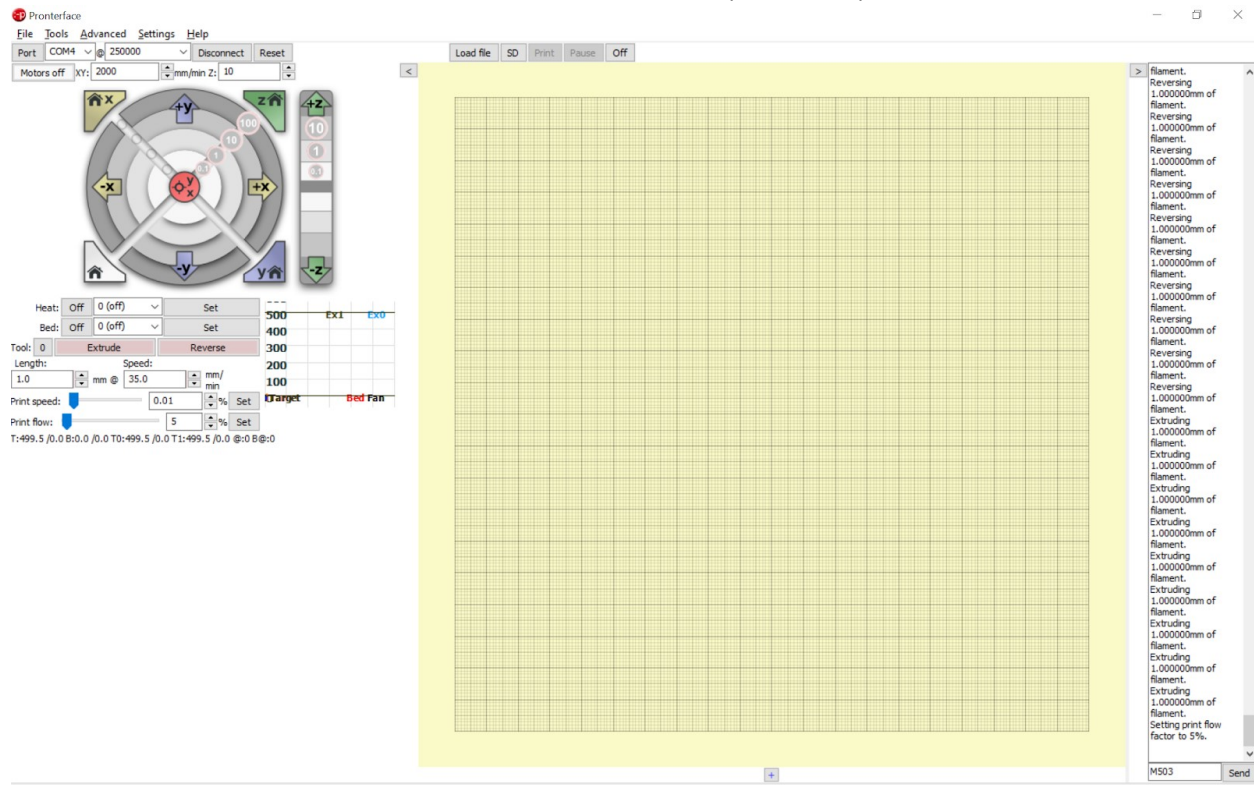 Pronterface
File Tools Advanced Settings Help
Port COM4 @ 250000 Disconnect Reset Load file SD Print Pause Off
Motors off XY: 2000 mm/min Z: 10
< >
x z
+y +z
100
10 10
1 1
0.1 0.1
-x y x +x
-y -z
y
Heat: Off 0 (off) Set
Bed: Off 0 (off) Set
Tool: 0 Extrude Reverse
Length: Speed:
1.0 mm @ 35.0 mm/
min
Print speed: 0.01 % Set
Print flow: 5 % Set
T:499.5 /0.0 B:0.0 /0.0 T0:499.5 /0.0 T1:499.5 /0.0 @:0 B@:0
500 Ex1 Ex0
400
300
200
100
Target Bed Fan
filament.
Reversing
1.000000mm of
filament.
Reversing
1.000000mm of
filament.
Reversing
1.000000mm of
filament.
Reversing
1.000000mm of
filament.
Reversing
1.000000mm of
filament.
Reversing
1.000000mm of
filament.
Reversing
1.000000mm of
filament.
Reversing
1.000000mm of
filament.
Reversing
1.000000mm of
filament.
Reversing
1.000000mm of
filament.
Extruding
1.000000mm of
filament.
Extruding
1.000000mm of
filament.
Extruding
1.000000mm of
filament.
Extruding
1.000000mm of
filament.
Extruding
1.000000mm of
filament.
Extruding
1.000000mm of
filament.
Extruding
1.000000mm of
filament.
Extruding
1.000000mm of
filament.
Extruding
1.000000mm of
filament.
Setting print flow
factor to 5%.
+
M503 Send